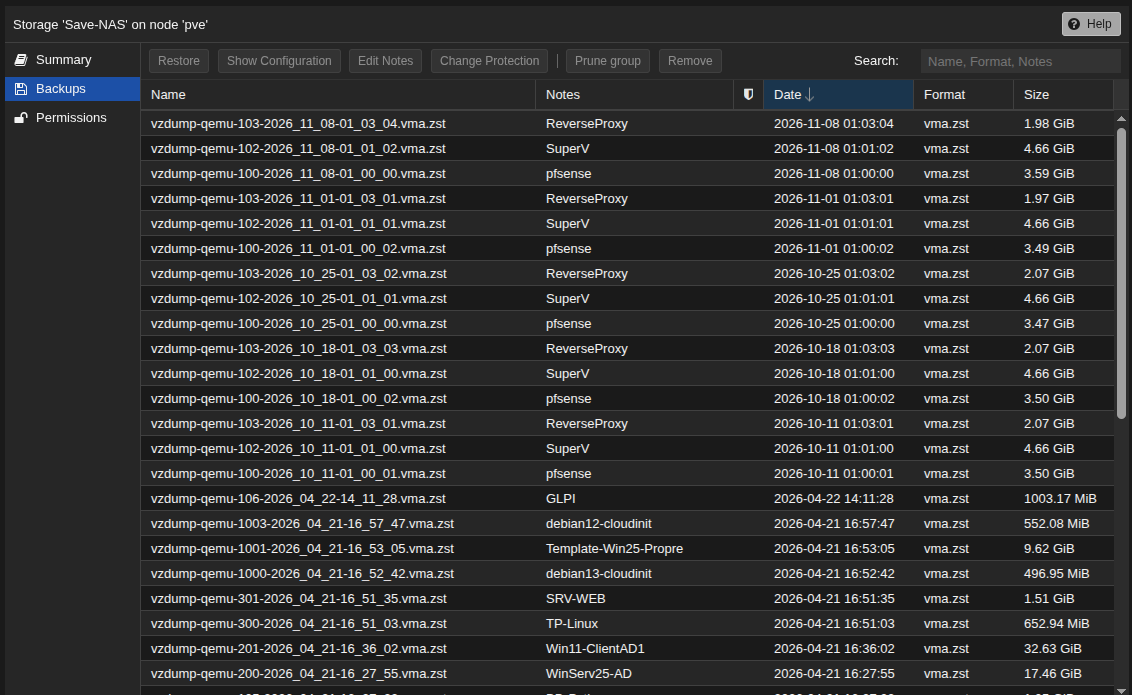 Storage 'Save-NAS' on node 'pve' Help
Summary
Backups
Permissions
Restore Show Configuration Edit Notes Change Protection Prune group Remove Search: Name, Format, Notes
Name Notes Date Format Size
vzdump-qemu-103-2026_11_08-01_03_04.vma.zst ReverseProxy 2026-11-08 01:03:04 vma.zst 1.98 GiB
vzdump-qemu-102-2026_11_08-01_01_02.vma.zst SuperV 2026-11-08 01:01:02 vma.zst 4.66 GiB
vzdump-qemu-100-2026_11_08-01_00_00.vma.zst pfsense 2026-11-08 01:00:00 vma.zst 3.59 GiB
vzdump-qemu-103-2026_11_01-01_03_01.vma.zst ReverseProxy 2026-11-01 01:03:01 vma.zst 1.97 GiB
vzdump-qemu-102-2026_11_01-01_01_01.vma.zst SuperV 2026-11-01 01:01:01 vma.zst 4.66 GiB
vzdump-qemu-100-2026_11_01-01_00_02.vma.zst pfsense 2026-11-01 01:00:02 vma.zst 3.49 GiB
vzdump-qemu-103-2026_10_25-01_03_02.vma.zst ReverseProxy 2026-10-25 01:03:02 vma.zst 2.07 GiB
vzdump-qemu-102-2026_10_25-01_01_01.vma.zst SuperV 2026-10-25 01:01:01 vma.zst 4.66 GiB
vzdump-qemu-100-2026_10_25-01_00_00.vma.zst pfsense 2026-10-25 01:00:00 vma.zst 3.47 GiB
vzdump-qemu-103-2026_10_18-01_03_03.vma.zst ReverseProxy 2026-10-18 01:03:03 vma.zst 2.07 GiB
vzdump-qemu-102-2026_10_18-01_01_00.vma.zst SuperV 2026-10-18 01:01:00 vma.zst 4.66 GiB
vzdump-qemu-100-2026_10_18-01_00_02.vma.zst pfsense 2026-10-18 01:00:02 vma.zst 3.50 GiB
vzdump-qemu-103-2026_10_11-01_03_01.vma.zst ReverseProxy 2026-10-11 01:03:01 vma.zst 2.07 GiB
vzdump-qemu-102-2026_10_11-01_01_00.vma.zst SuperV 2026-10-11 01:01:00 vma.zst 4.66 GiB
vzdump-qemu-100-2026_10_11-01_00_01.vma.zst pfsense 2026-10-11 01:00:01 vma.zst 3.50 GiB
vzdump-qemu-106-2026_04_22-14_11_28.vma.zst GLPI 2026-04-22 14:11:28 vma.zst 1003.17 MiB
vzdump-qemu-1003-2026_04_21-16_57_47.vma.zst debian12-cloudinit 2026-04-21 16:57:47 vma.zst 552.08 MiB
vzdump-qemu-1001-2026_04_21-16_53_05.vma.zst Template-Win25-Propre 2026-04-21 16:53:05 vma.zst 9.62 GiB
vzdump-qemu-1000-2026_04_21-16_52_42.vma.zst debian13-cloudinit 2026-04-21 16:52:42 vma.zst 496.95 MiB
vzdump-qemu-301-2026_04_21-16_51_35.vma.zst SRV-WEB 2026-04-21 16:51:35 vma.zst 1.51 GiB
vzdump-qemu-300-2026_04_21-16_51_03.vma.zst TP-Linux 2026-04-21 16:51:03 vma.zst 652.94 MiB
vzdump-qemu-201-2026_04_21-16_36_02.vma.zst Win11-ClientAD1 2026-04-21 16:36:02 vma.zst 32.63 GiB
vzdump-qemu-200-2026_04_21-16_27_55.vma.zst WinServ25-AD 2026-04-21 16:27:55 vma.zst 17.46 GiB